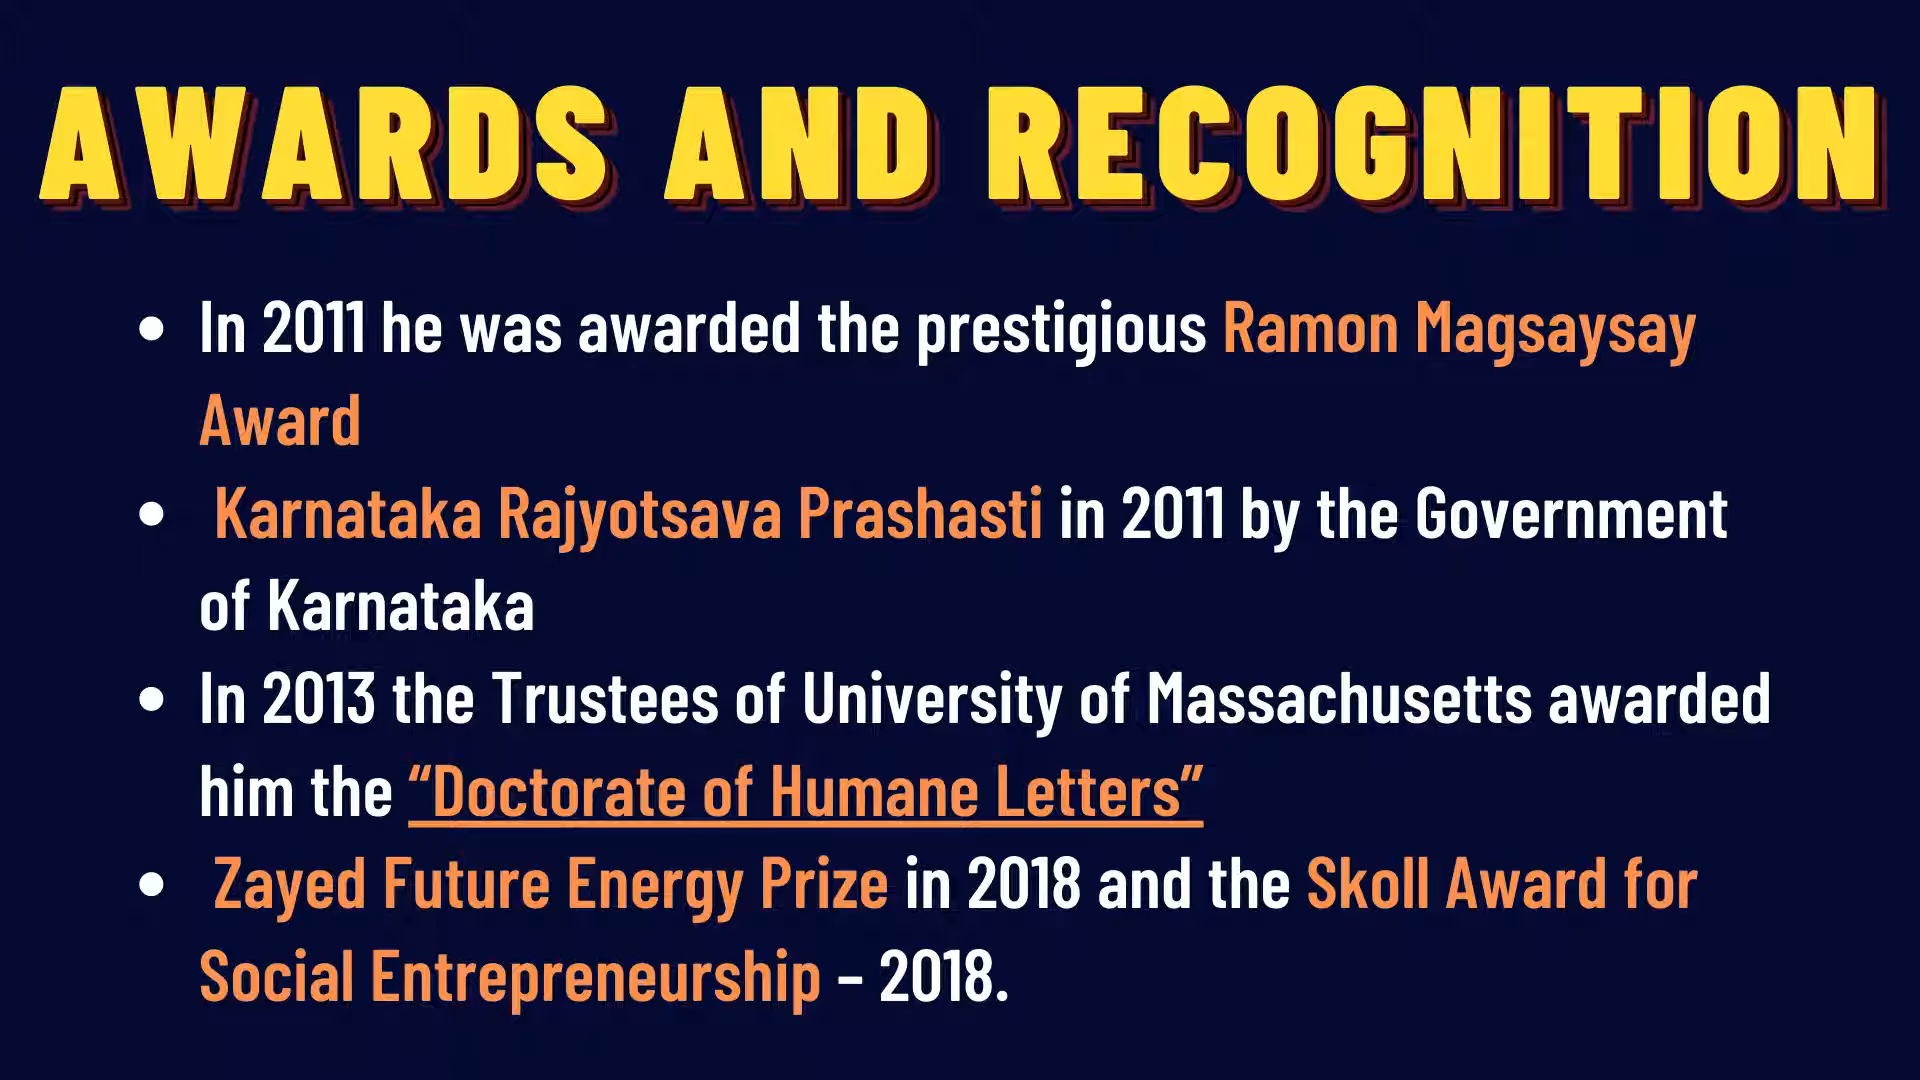 AWARDS AND RECOGNITION
• In 2011 he was awarded the prestigious Ramon Magsaysay
Award
• Karnataka Rajyotsava Prashasti in 2011 by the Government
of Karnataka
• In 2013 the Trustees of University of Massachusetts awarded
him the “Doctorate of Humane Letters”
• Zayed Future Energy Prize in 2018 and the Skoll Award for
Social Entrepreneurship – 2018.